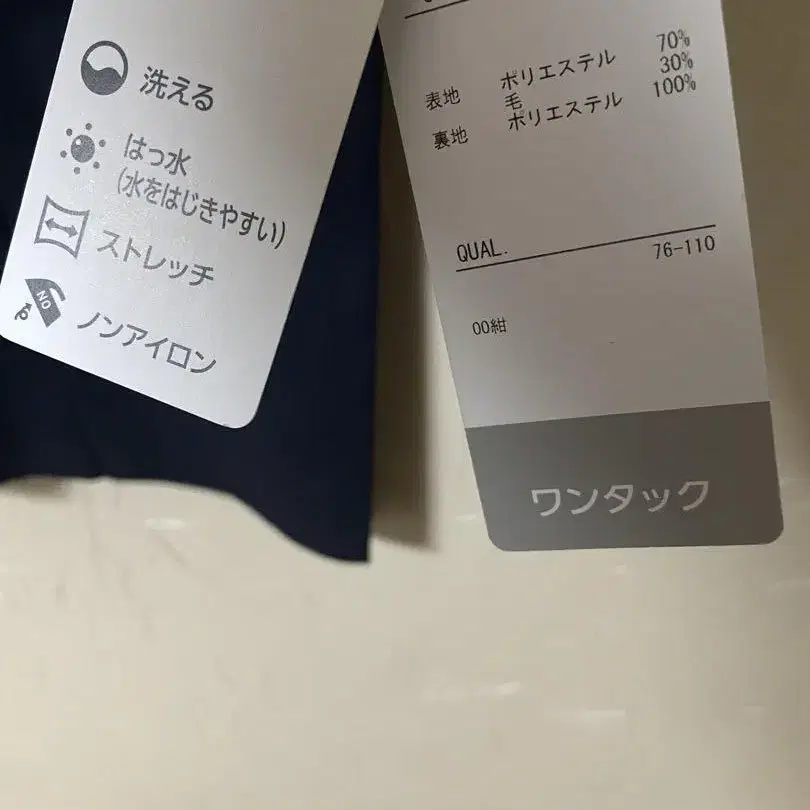 洗える
はっ水
(水をはじきやすい)
ストレッチ
NO
ノンアイロン
表地 ポリエステル 70%
毛 30%
裏地 ポリエステル 100%
QUAL. 76-110
00紺
ワンタック